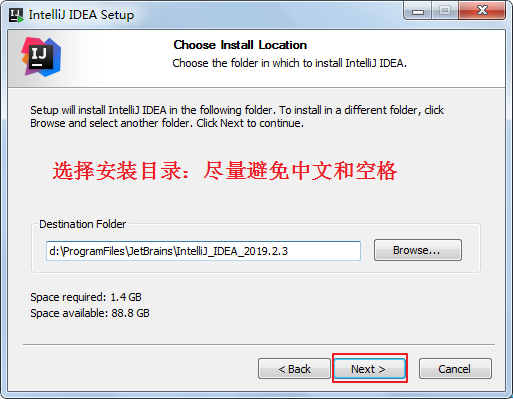 IntelliJ IDEA Setup
Choose Install Location
Choose the folder in which to install IntelliJ IDEA.
IJ
Setup will install IntelliJ IDEA in the following folder. To install in a different folder, click
Browse and select another folder. Click Next to continue.
选择安装目录：尽量避免中文和空格
Destination Folder
d:\ProgramFiles\JetBrains\IntelliJ_IDEA_2019.2.3
Browse...
Space required: 1.4 GB
Space available: 88.8 GB
< Back
Next >
Cancel